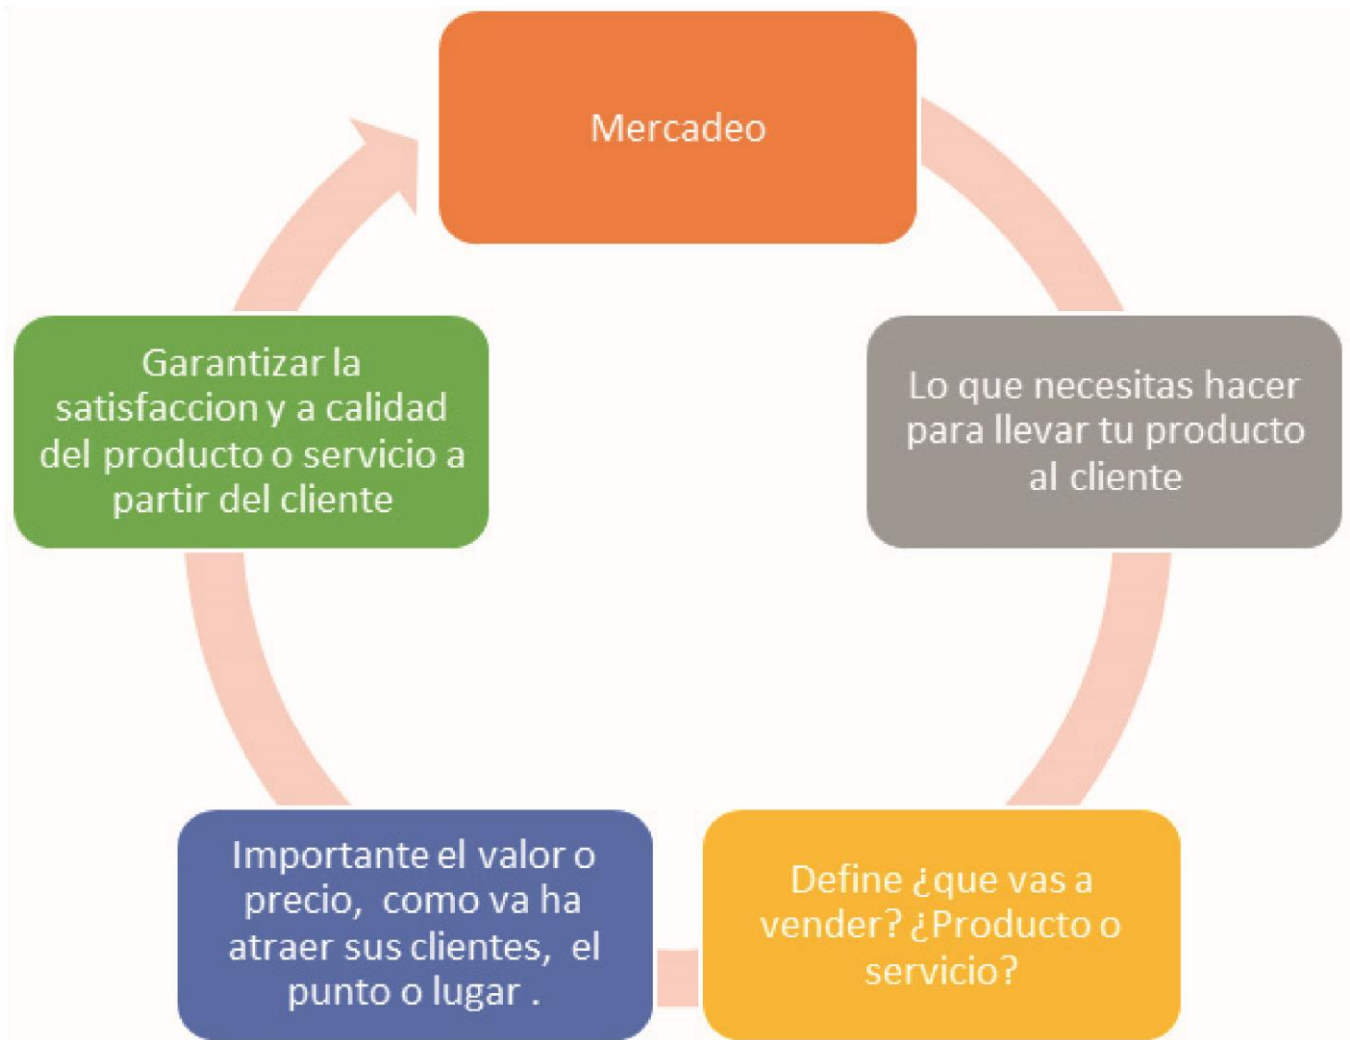 Mercadeo
Lo que necesitas hacer
para llevar tu producto
al cliente
Define ¿que vas a
vender? ¿Producto o
servicio?
Importante el valor o
precio, como va ha
atraer sus clientes, el
punto o lugar .
Garantizar la
satisfaccion y a calidad
del producto o servicio a
partir del cliente